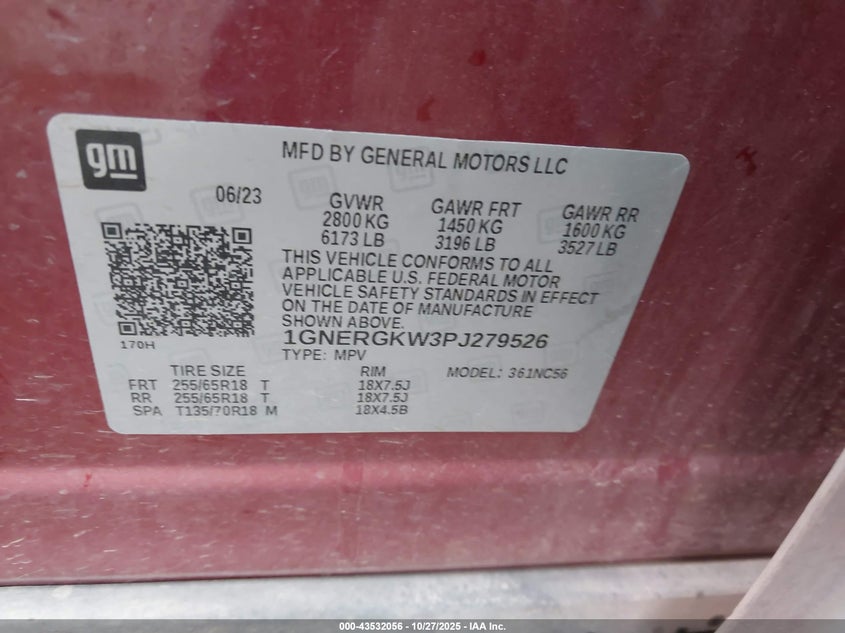 gm
MFD BY GENERAL MOTORS LLC
06/23
GVWR GAWR FRT GAWR RR
2800 KG 1450 KG 1600 KG
6173 LB 3196 LB 3527 LB
THIS VEHICLE CONFORMS TO ALL
APPLICABLE U.S. FEDERAL MOTOR
VEHICLE SAFETY STANDARDS IN EFFECT
ON THE DATE OF MANUFACTURE
SHOWN ABOVE.
170H
1GNERGKW3PJ279526
TYPE: MPV
TIRE SIZE RIM MODEL: 361NC56
FRT 255/65R18 T 18X7.5J
RR 255/65R18 T 18X7.5J
SPA T135/70R18 M 18X4.5B
000-43532056 - 10/27/2025 - IAA Inc.